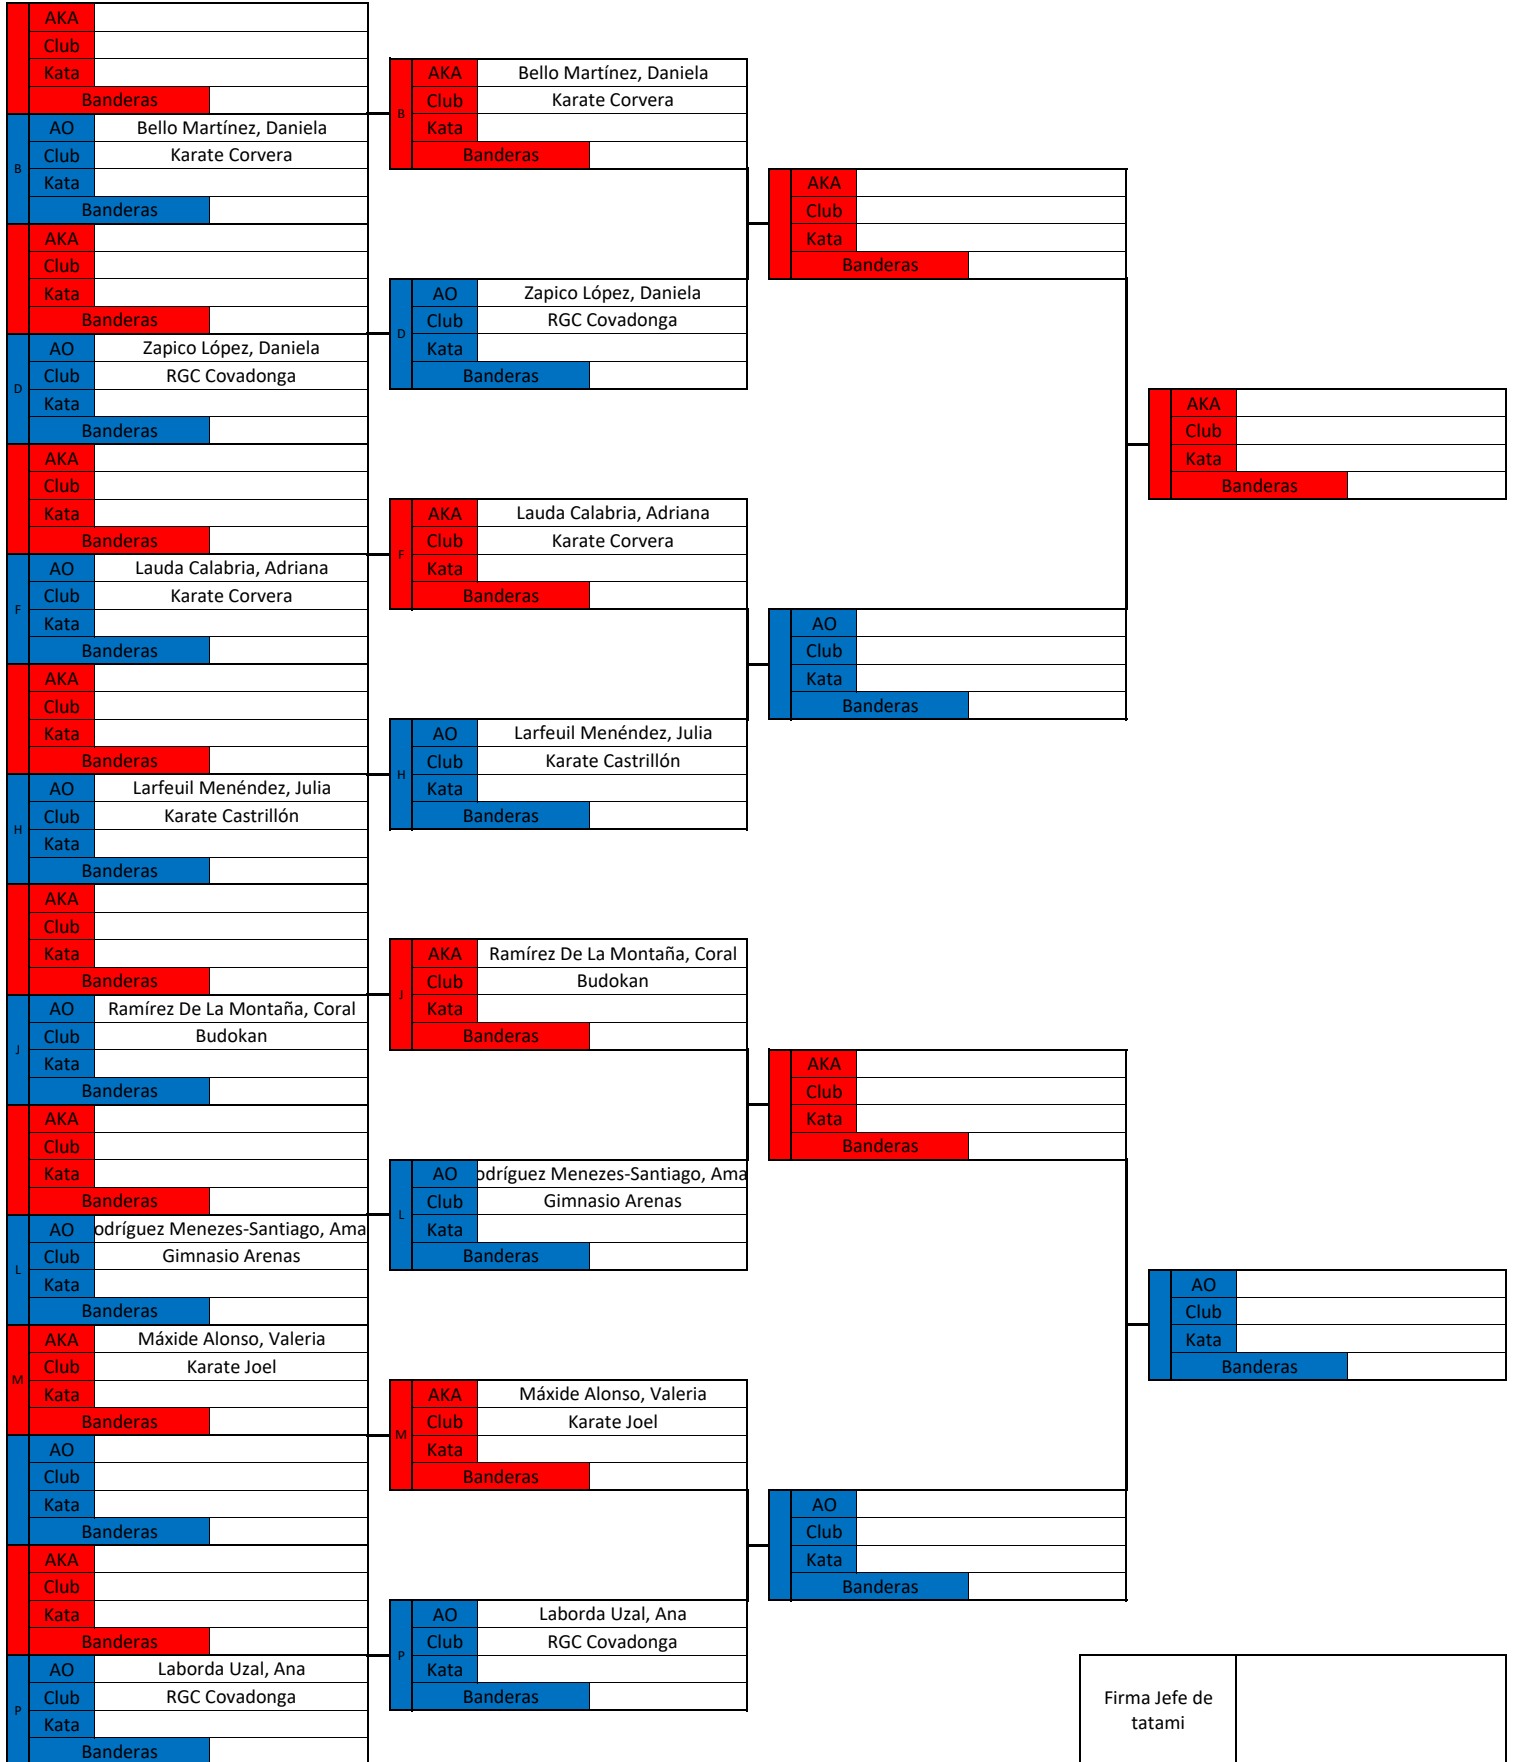 AKA
Club
Kata
Banderas
B
AO Bello Martínez, Daniela
Club Karate Corvera
Kata
Banderas
AKA
Club
Kata
Banderas
D
AO Zapico López, Daniela
Club RGC Covadonga
Kata
Banderas
AKA
Club
Kata
Banderas
F
AO Lauda Calabria, Adriana
Club Karate Corvera
Kata
Banderas
AKA
Club
Kata
Banderas
H
AO Larfeuil Menéndez, Julia
Club Karate Castrillón
Kata
Banderas
AKA
Club
Kata
Banderas
J
AO Ramírez De La Montaña, Coral
Club Budokan
Kata
Banderas
AKA
Club
Kata
Banderas
L
AO odríguez Menezes-Santiago, Ama
Club Gimnasio Arenas
Kata
Banderas
M
AKA Máxide Alonso, Valeria
Club Karate Joel
Kata
Banderas
AO
Club
Kata
Banderas
AKA
Club
Kata
Banderas
P
AO Laborda Uzal, Ana
Club RGC Covadonga
Kata
Banderas
B
AKA Bello Martínez, Daniela
Club Karate Corvera
Kata
Banderas
D
AO Zapico López, Daniela
Club RGC Covadonga
Kata
Banderas
F
AKA Lauda Calabria, Adriana
Club Karate Corvera
Kata
Banderas
H
AO Larfeuil Menéndez, Julia
Club Karate Castrillón
Kata
Banderas
J
AKA Ramírez De La Montaña, Coral
Club Budokan
Kata
Banderas
L
AO odríguez Menezes-Santiago, Ama
Club Gimnasio Arenas
Kata
Banderas
M
AKA Máxide Alonso, Valeria
Club Karate Joel
Kata
Banderas
P
AO Laborda Uzal, Ana
Club RGC Covadonga
Kata
Banderas
AKA
Club
Kata
Banderas
AO
Club
Kata
Banderas
AKA
Club
Kata
Banderas
AO
Club
Kata
Banderas
AKA
Club
Kata
Banderas
AO
Club
Kata
Banderas
Firma Jefe de
tatami